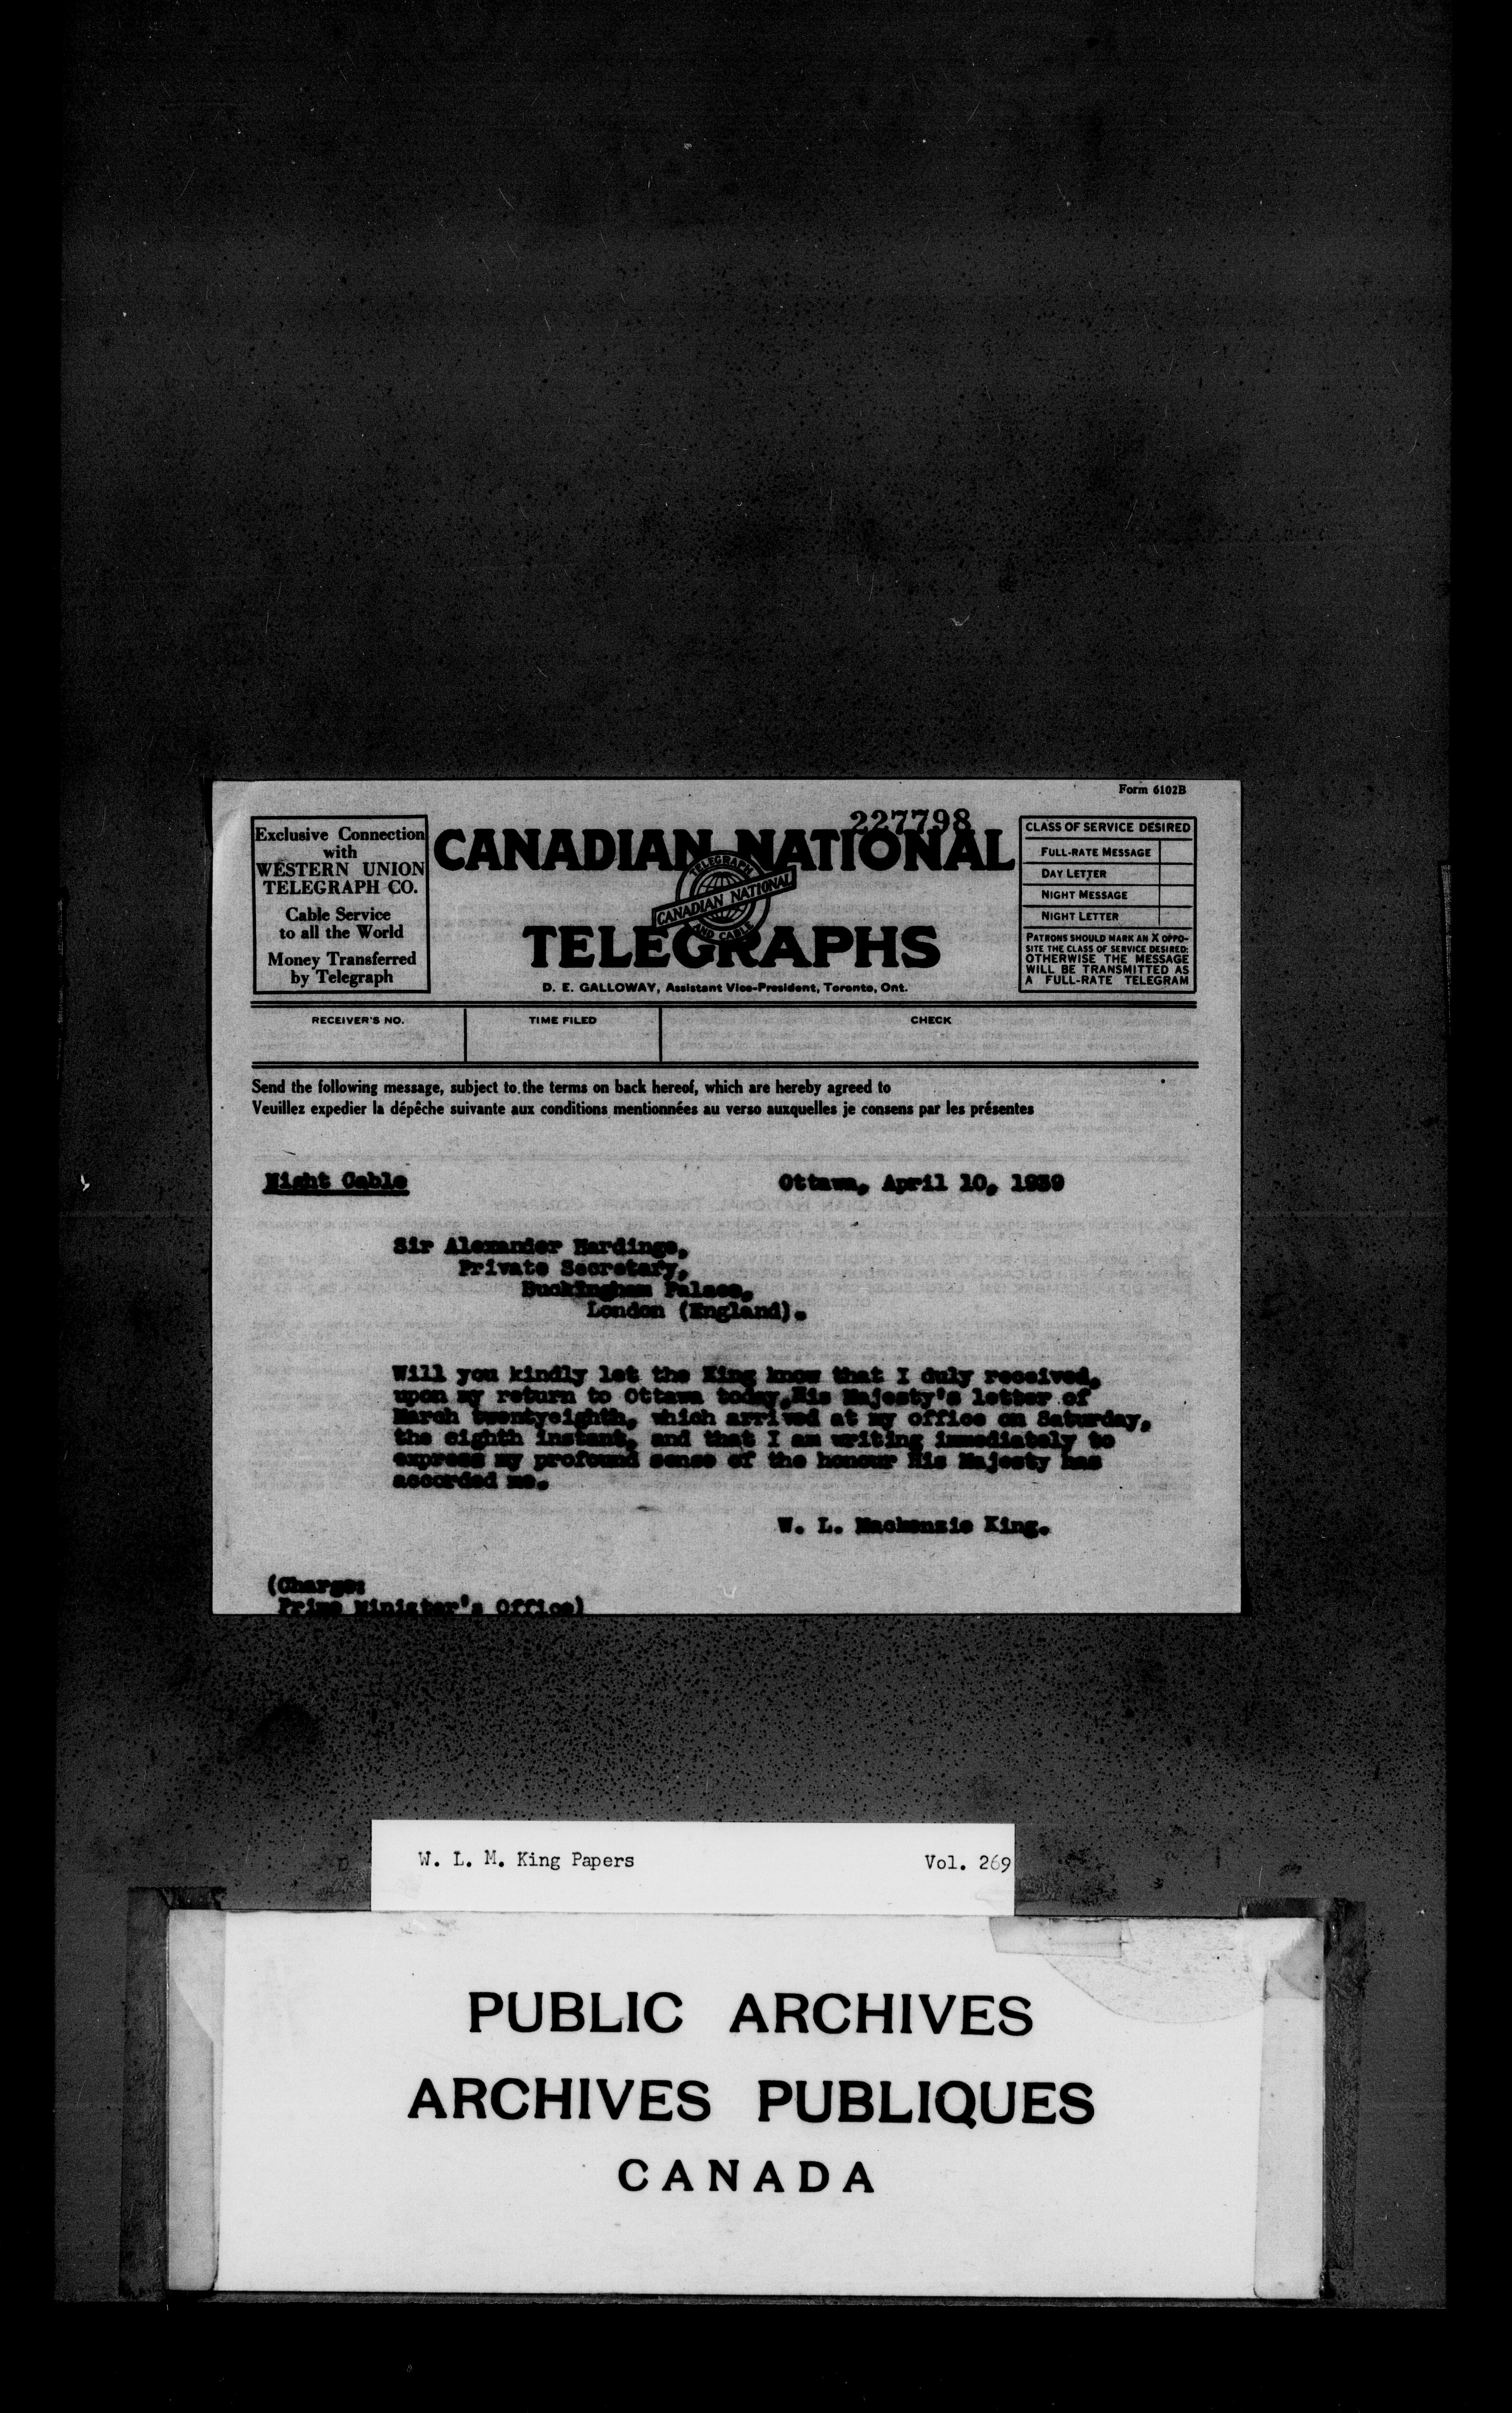 Form 6102B
227798
Exclusive Connection
with
WESTERN UNION
TELEGRAPH CO.
Cable Service
to all the World
Money Transferred
by Telegraph
CANADIAN NATIONAL
TELEGRAPH
CANADIAN NATIONAL
AND CABLE
TELEGRAPHS
D. E. GALLOWAY, Assistant Vice-President, Toronto, Ont.
CLASS OF SERVICE DESIRED
FULL-RATE MESSAGE
DAY LETTER
NIGHT MESSAGE
NIGHT LETTER
PATRONS SHOULD MARK AN X OPPO-
SITE THE CLASS OF SERVICE DESIRED:
OTHERWISE THE MESSAGE
WILL BE TRANSMITTED AS
A FULL-RATE TELEGRAM
RECEIVER'S NO.
TIME FILED
CHECK
Send the following message, subject to the terms on back hereof, which are hereby agreed to
Veuillez expedier la dépêche suivante aux conditions mentionnées au verso auxquelles je consens par les présentes
Night Cable
Ottawa, April 10, 1939
Sir Alexander Hardinge,
Private Secretary,
Buckingham Palace,
London (England).
Will you kindly let the King know that I duly received,
upon my return to Ottawa today, His Majesty's letter of
March twentyeighth, which arrived at my office on Saturday,
the eighth instant, and that I am writing immediately to
express my profound sense of the honour His Majesty has
accorded me.
W. L. Mackenzie King.
(Charge:
Prime Minister's Office)
W. L. M. King Papers
Vol. 269
PUBLIC ARCHIVES
ARCHIVES PUBLIQUES
CANADA